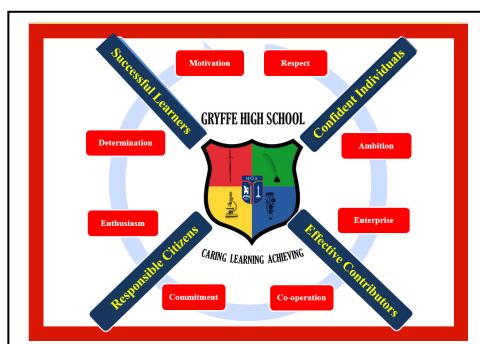 Motivation
Respect
Successful Learners
Confident Individuals
GRYFFE HIGH SCHOOL
Determination
Ambition
Enthusiasm
Enterprise
Responsible Citizens
Effective Contributors
CARING LEARNING ACHIEVING
Commitment
Co-operation